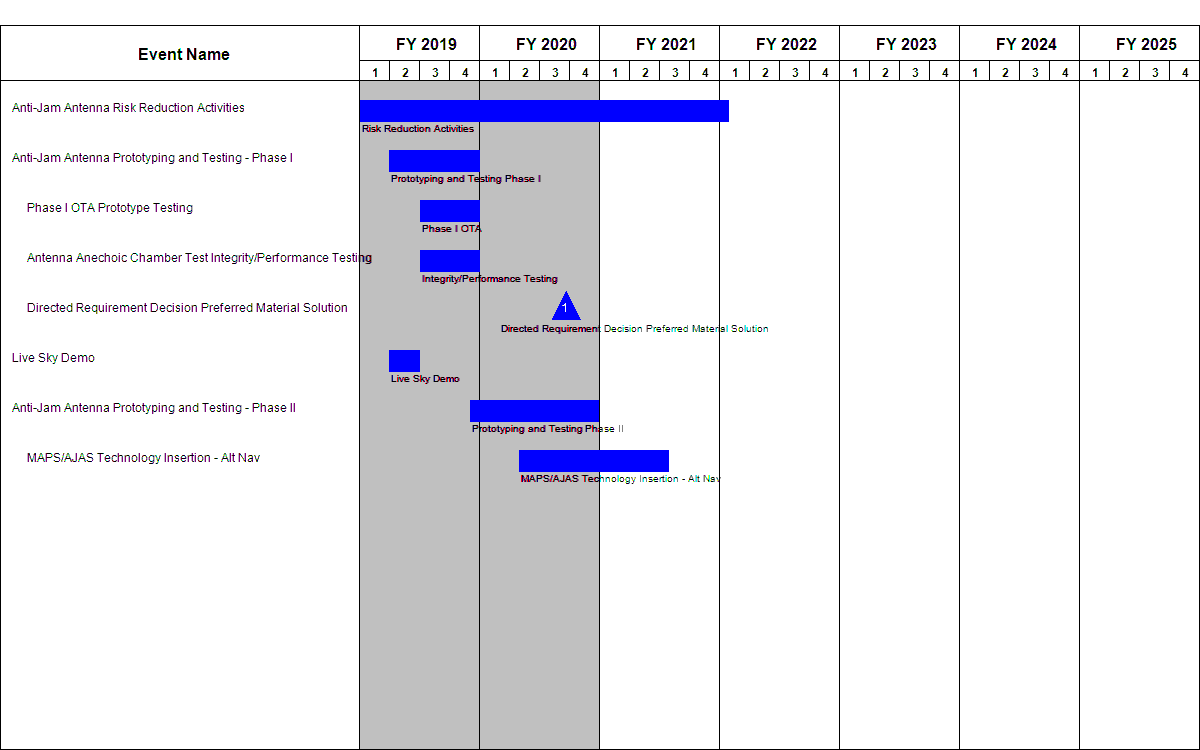 Event Name
FY 2019 FY 2020 FY 2021 FY 2022 FY 2023 FY 2024 FY 2025
1 2 3 4 1 2 3 4 1 2 3 4 1 2 3 4 1 2 3 4 1 2 3 4 1 2 3 4
Anti-Jam Antenna Risk Reduction Activities
Risk Reduction Activities
Anti-Jam Antenna Prototyping and Testing - Phase I
Prototyping and Testing Phase I
Phase I OTA Prototype Testing
Phase I OTA
Antenna Anechoic Chamber Test Integrity/Performance Testing
Integrity/Performance Testing
Directed Requirement Decision Preferred Material Solution
1
Directed Requirement Decision Preferred Material Solution
Live Sky Demo
Live Sky Demo
Anti-Jam Antenna Prototyping and Testing - Phase II
Prototyping and Testing Phase II
MAPS/AJAS Technology Insertion - Alt Nav
MAPS/AJAS Technology Insertion - Alt Nav